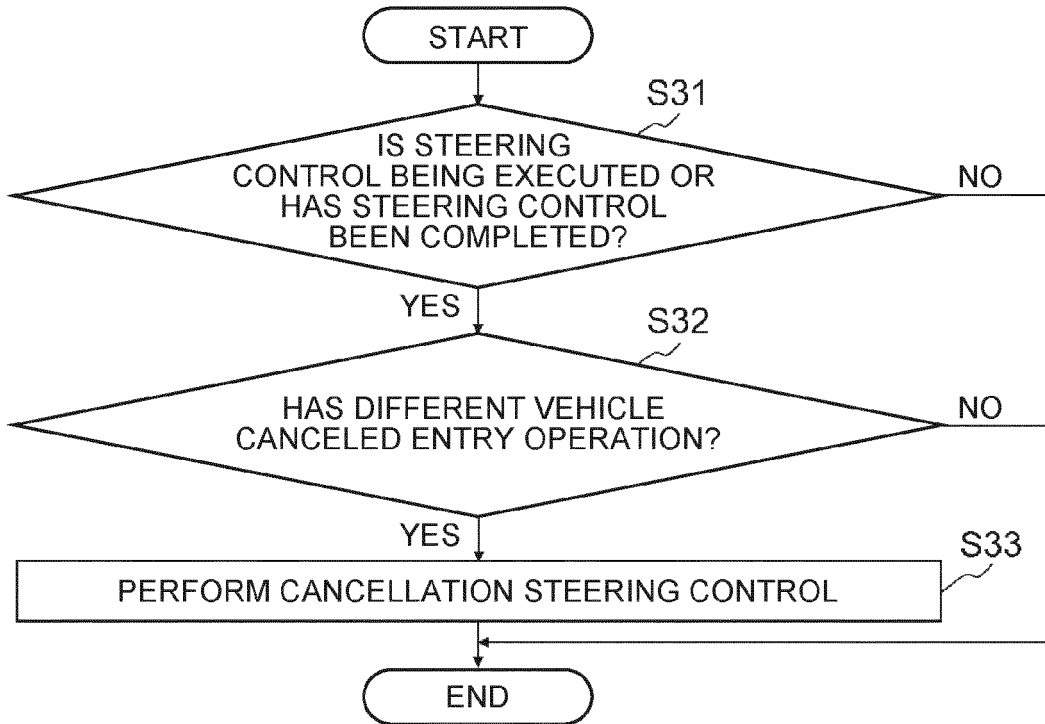 START
S31
IS STEERING
CONTROL BEING EXECUTED OR
HAS STEERING CONTROL
BEEN COMPLETED?
NO
YES
S32
HAS DIFFERENT VEHICLE
CANCELED ENTRY OPERATION?
NO
YES
S33
PERFORM CANCELLATION STEERING CONTROL
END